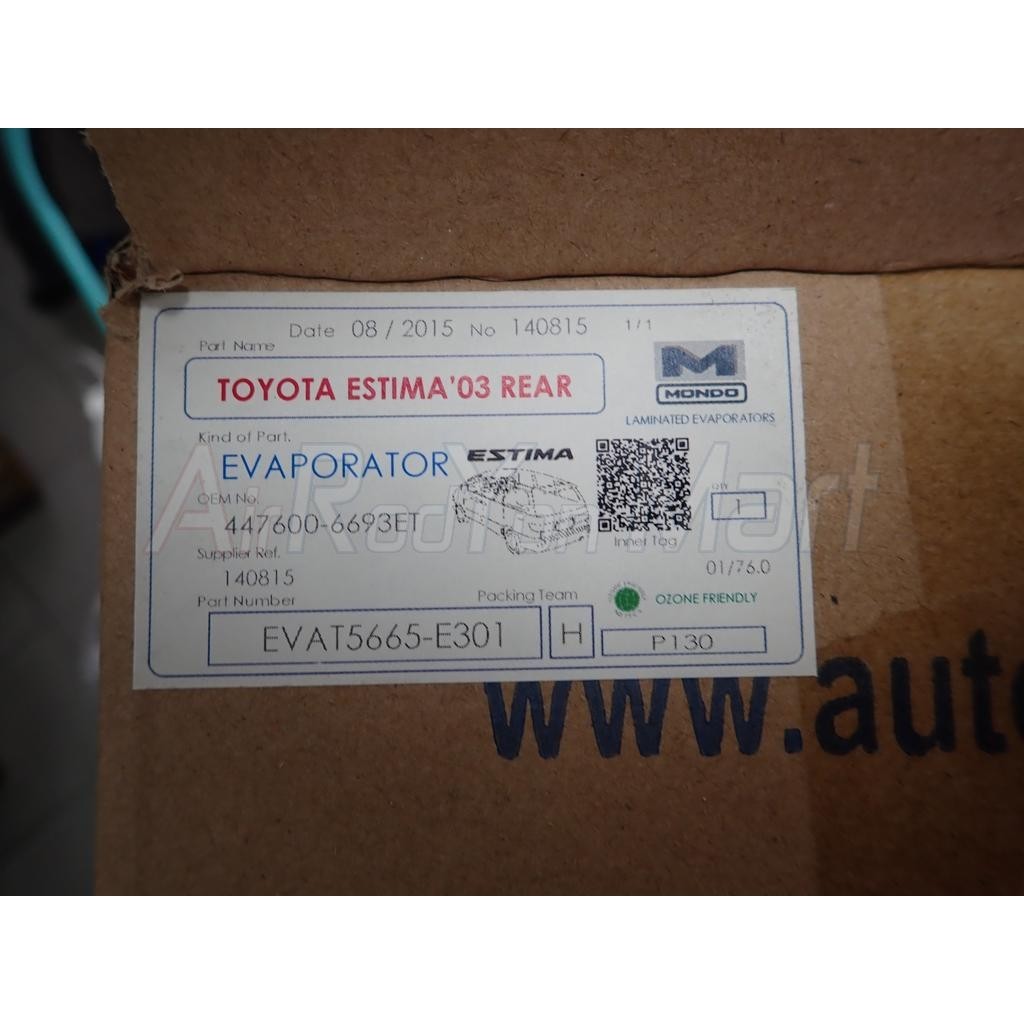 Date 08 / 2015 No 140815 1/1
Part Name
TOYOTA ESTIMA'03 REAR
M
MONDO
LAMINATED EVAPORATORS
Kind of Part.
EVAPORATOR
ESTIMA
OEM No.
447600-6693ET
QTY
1
Inner Tag
Supplier Ref.
140815
01/76.0
Part Number
Packing Team
OZONE FRIENDLY
EVAT5665-E301
H
P130
www.aut